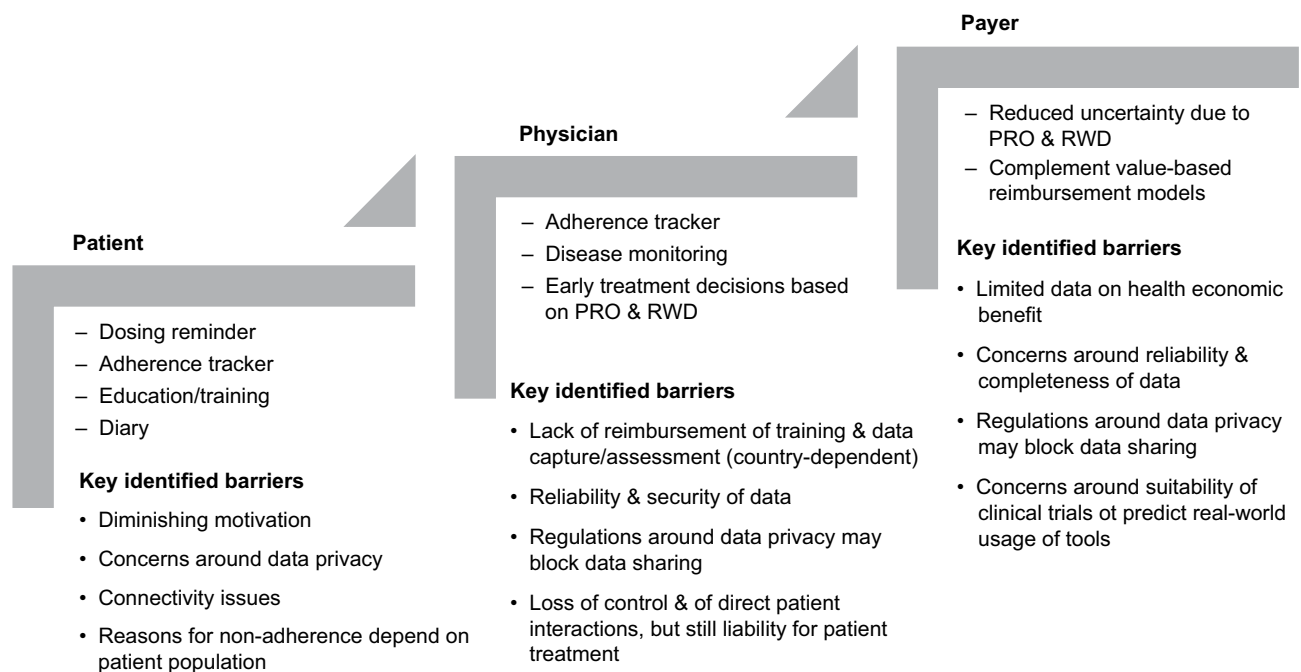 Patient
– Dosing reminder
– Adherence tracker
– Education/training
– Diary
Key identified barriers
• Diminishing motivation
• Concerns around data privacy
• Connectivity issues
• Reasons for non-adherence depend on
patient population
Physician
– Adherence tracker
– Disease monitoring
– Early treatment decisions based
on PRO & RWD
Key identified barriers
• Lack of reimbursement of training & data
capture/assessment (country-dependent)
• Reliability & security of data
• Regulations around data privacy may
block data sharing
• Loss of control & of direct patient
interactions, but still liability for patient
treatment
Payer
– Reduced uncertainty due to
PRO & RWD
– Complement value-based
reimbursement models
Key identified barriers
• Limited data on health economic
benefit
• Concerns around reliability &
completeness of data
• Regulations around data privacy
may block data sharing
• Concerns around suitability of
clinical trials ot predict real-world
usage of tools